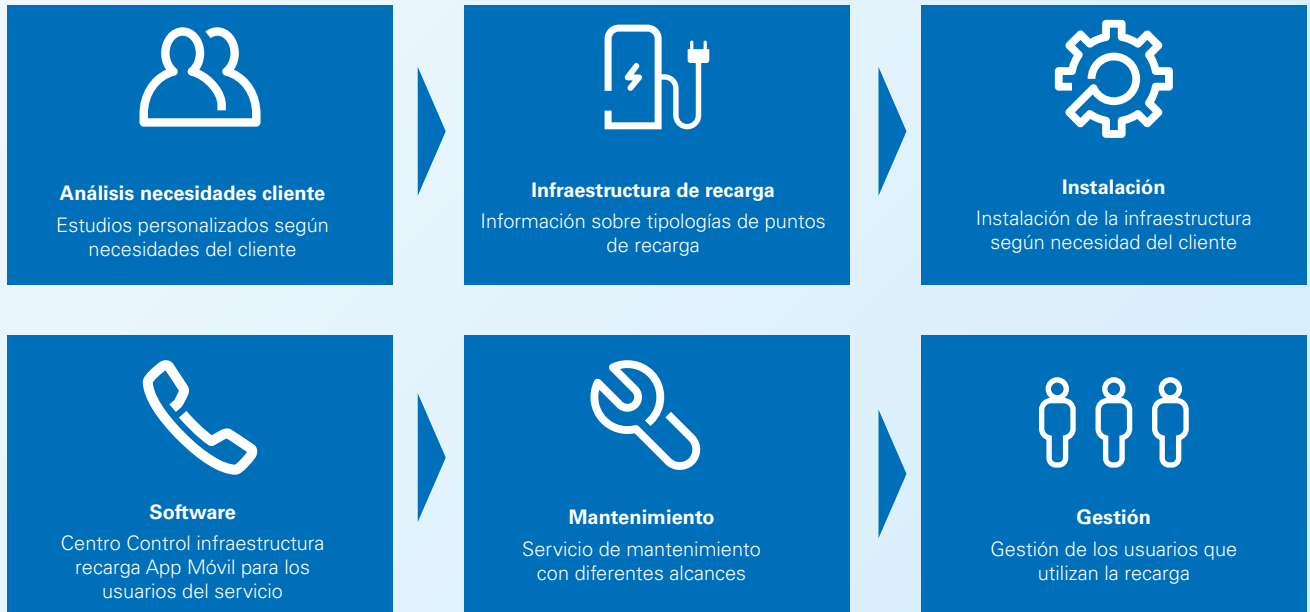 Análisis necesidades cliente
Estudios personalizados según
necesidades del cliente
Infraestructura de recarga
Información sobre tipologías de puntos
de recarga
Instalación
Instalación de la infraestructura
según necesidad del cliente
Software
Centro Control infraestructura
recarga App Móvil para los
usuarios del servicio
Mantenimiento
Servicio de mantenimiento
con diferentes alcances
Gestión
Gestión de los usuarios que
utilizan la recarga